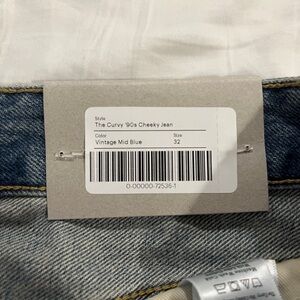 Style
The Curvy '90s Cheeky Jean
Color Size
Vintage Mid Blue 32
0-00000-72536-1